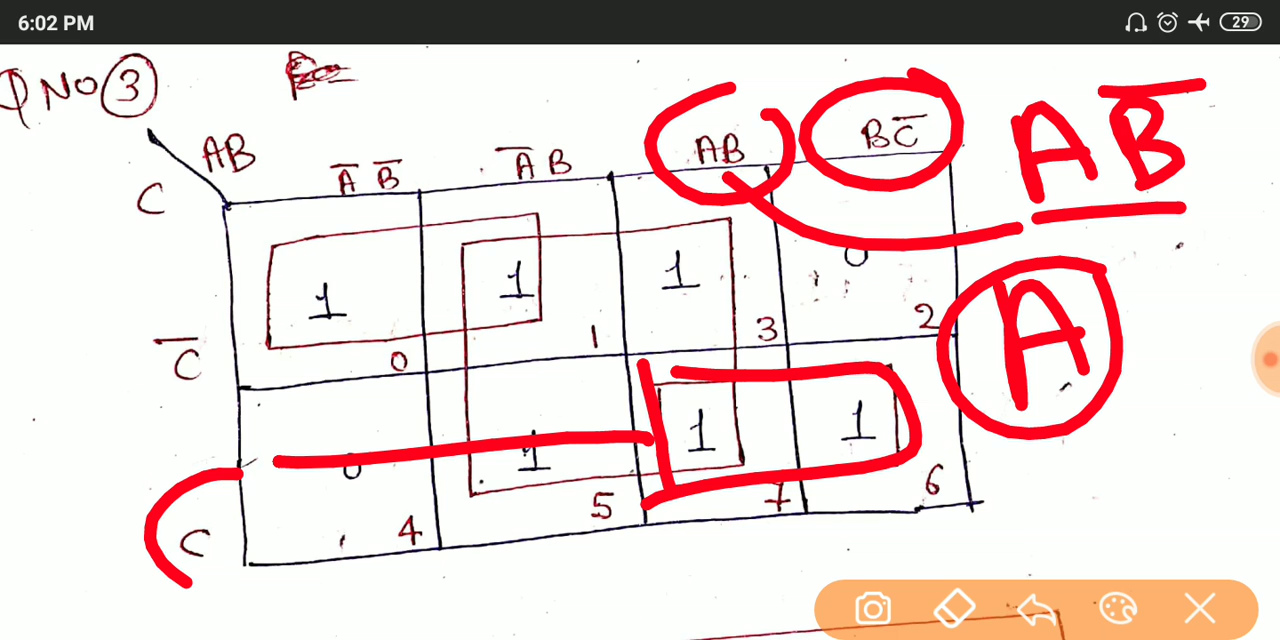 6:02 PM
29
Q NO 3
AB
C
A̅ B̅
A̅ B
AB
BC̅
AB̅
1 1 1 0
C̅
0 1 3 2
A
0 1 1 1
C
4 5 7 6